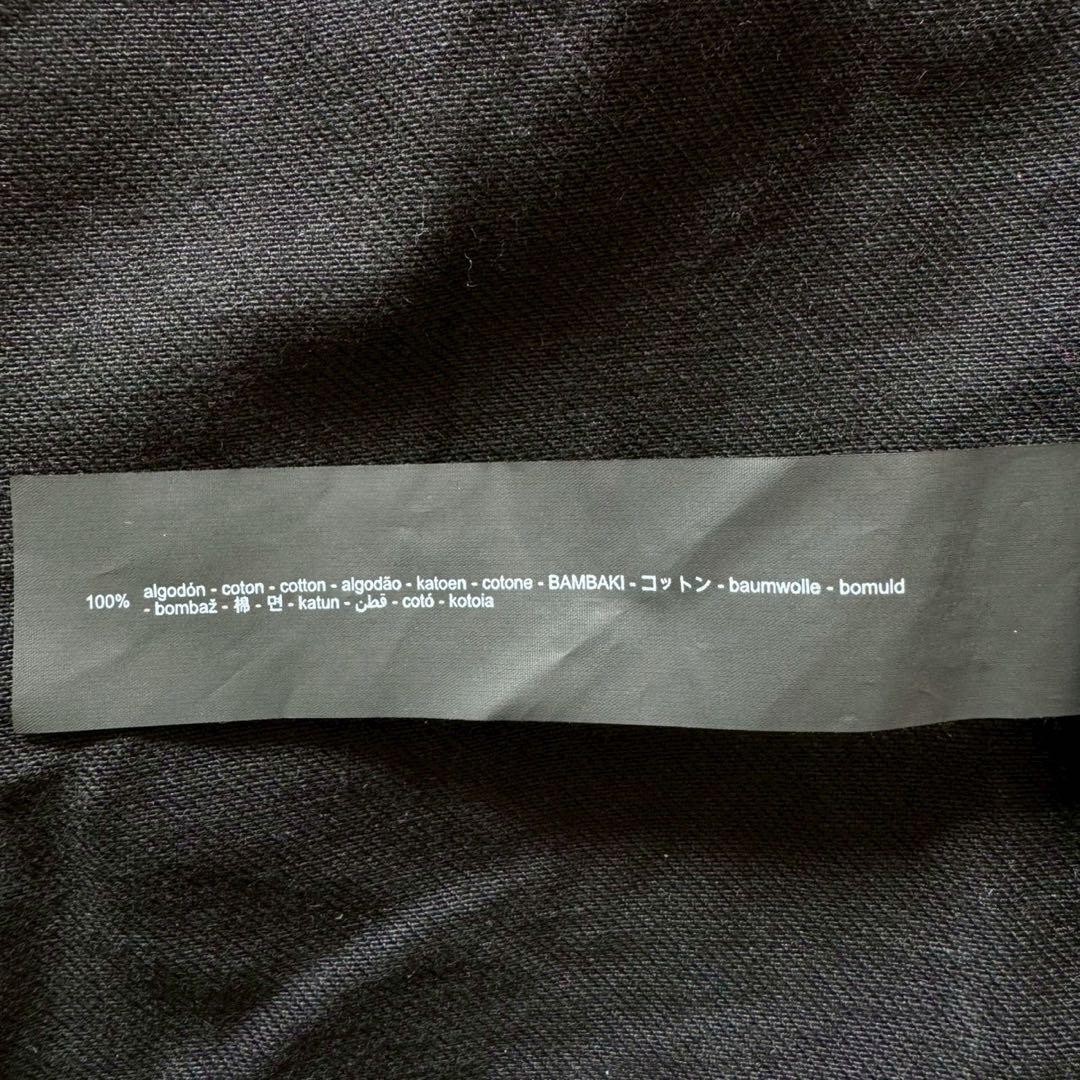 100% algodón - coton - cotton - algodão - katoen - cotone - BAMBAKI - コットン - baumwolle - bomuld
- bombaž - 棉 - 면 - katun - قطن - cotó - kotoia